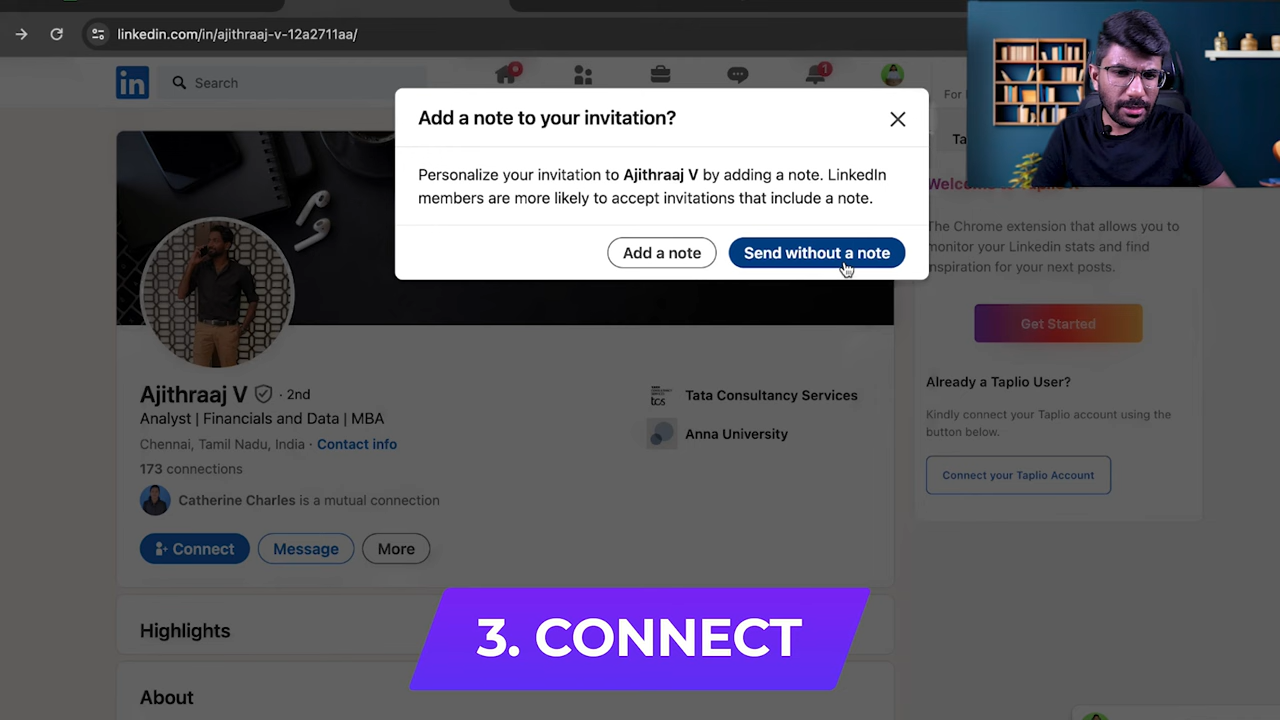 linkedin.com/in/ajithraaj-v-12a2711aa/
in
Search
1
For
Add a note to your invitation?
Personalize your invitation to Ajithraaj V by adding a note. LinkedIn
members are more likely to accept invitations that include a note.
Add a note
Send without a note
The Chrome extension that allows you to
monitor your Linkedin stats and find
inspiration for your next posts.
Get Started
Already a Taplio User?
Kindly connect your Taplio account using the
button below.
Connect your Taplio Account
Ajithraaj V · 2nd
Analyst | Financials and Data | MBA
Chennai, Tamil Nadu, India · Contact info
173 connections
Catherine Charles is a mutual connection
Connect
Message
More
tcs
Tata Consultancy Services
Anna University
Highlights
About
3. CONNECT